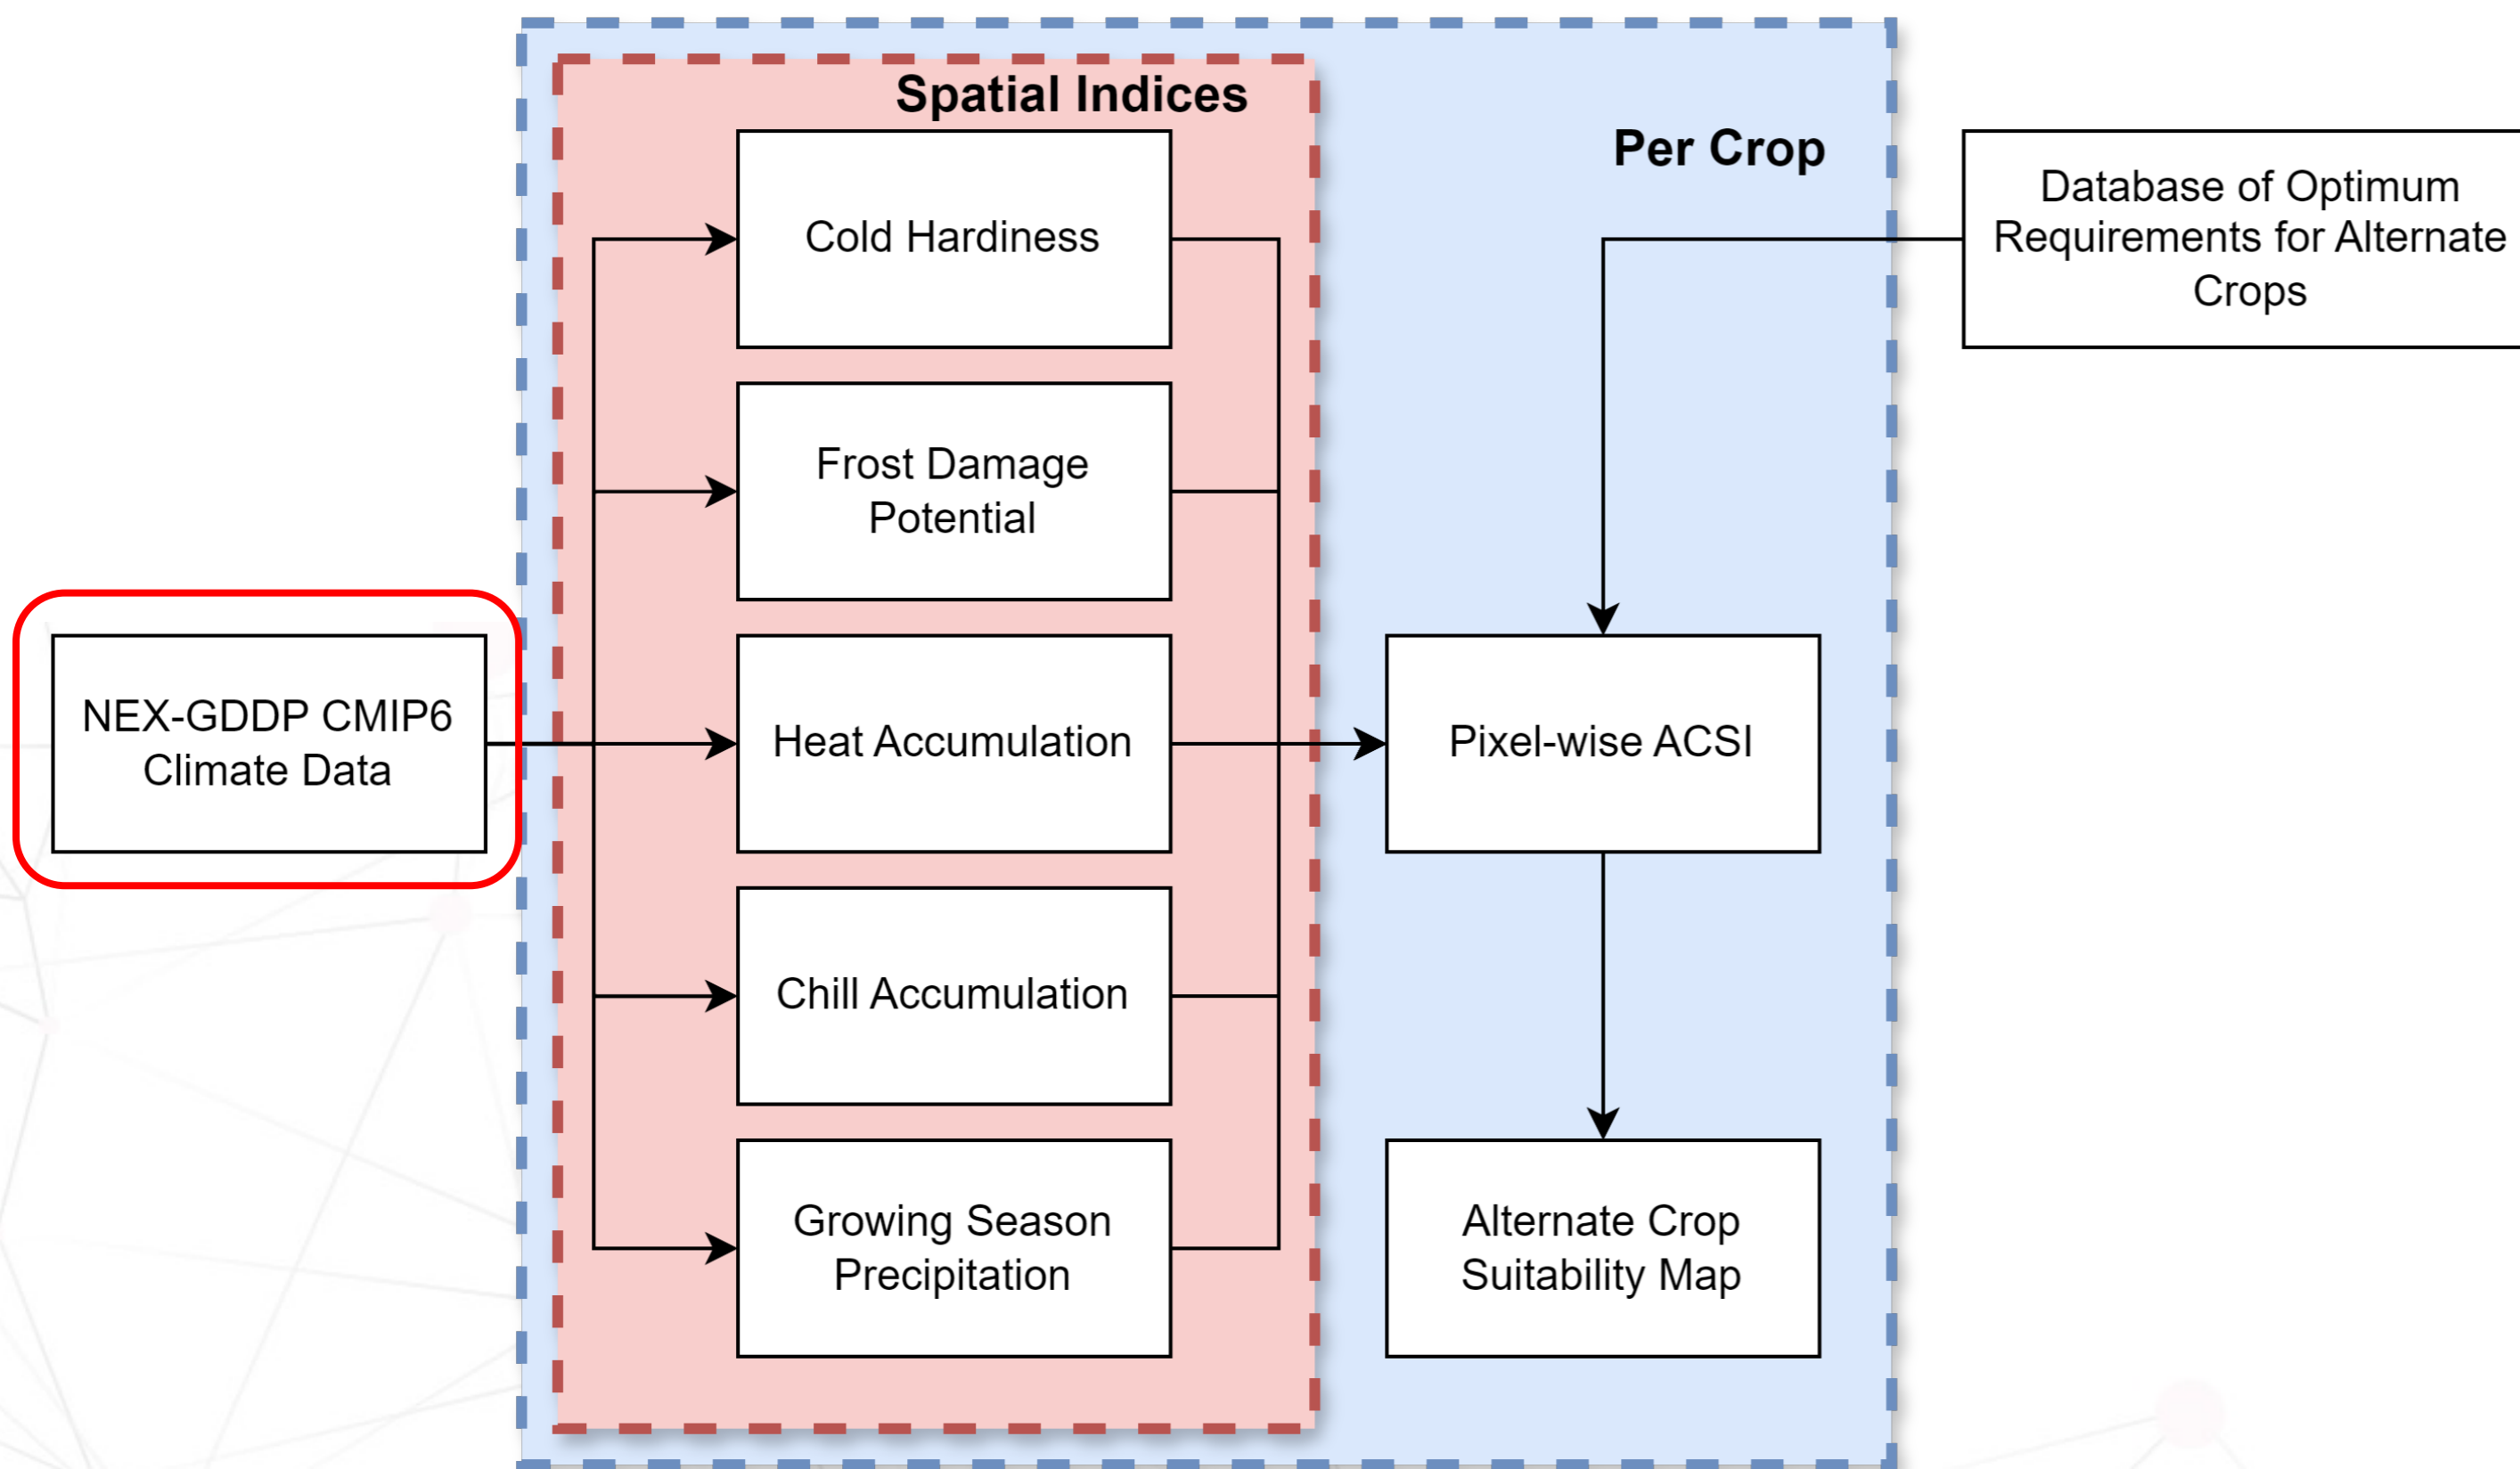 Spatial Indices
Per Crop
Cold Hardiness
Database of Optimum
Requirements for Alternate
Crops
Frost Damage
Potential
NEX-GDDP CMIP6
Climate Data
Heat Accumulation
Pixel-wise ACSI
Chill Accumulation
Growing Season
Precipitation
Alternate Crop
Suitability Map